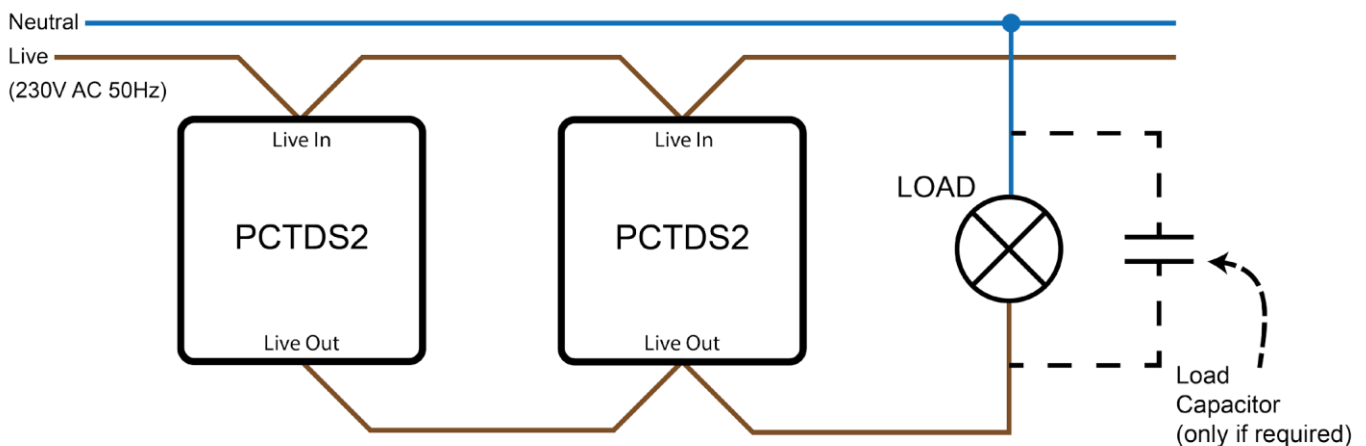 Neutral
Live
(230V AC 50Hz)
Live In
Live In
LOAD
PCTDS2
PCTDS2
Live Out
Live Out
Load
Capacitor
(only if required)